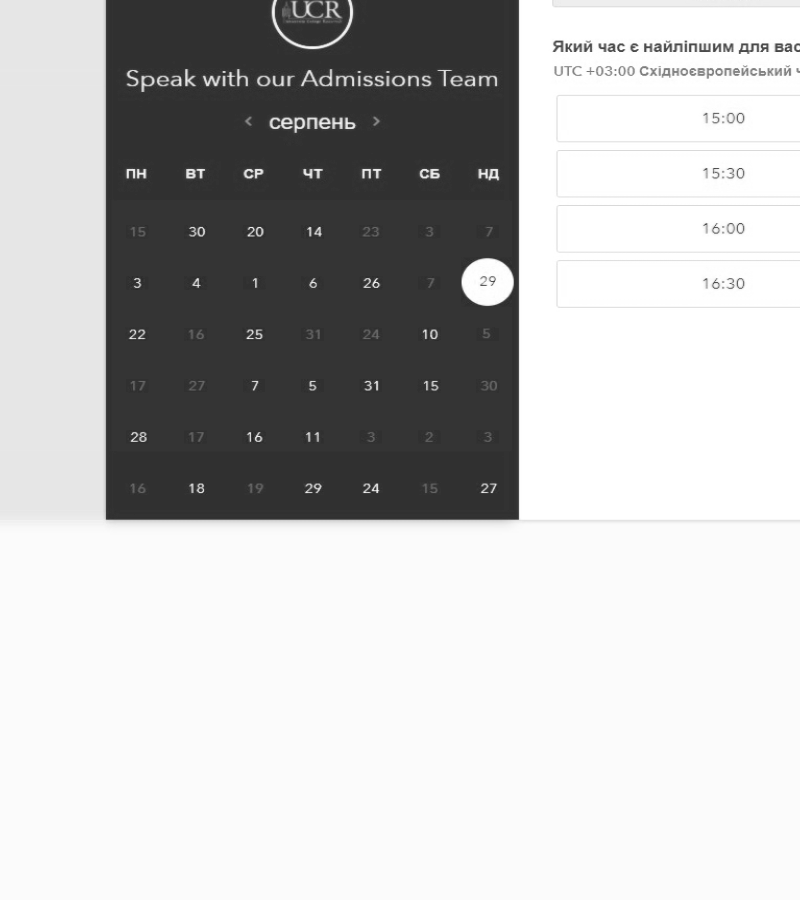 UCR
Speak with our Admissions Team
< серпень >
ПН ВТ СР ЧТ ПТ СБ НД
15 30 20 14 23 3 7
3 4 1 6 26 7 29
22 16 25 31 24 10 5
17 27 7 5 31 15 30
28 17 16 11 3 2 3
16 18 19 29 24 15 27
Який час є найліпшим для вас
UTC +03:00 Східноєвропейський ч
15:00
15:30
16:00
16:30